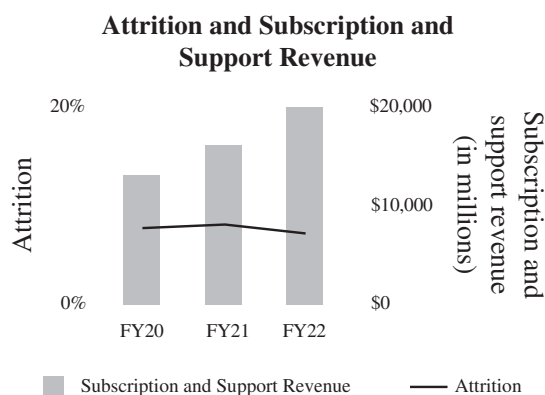 Attrition and Subscription and
Support Revenue
20%
0%
Attrition
$20,000
$10,000
$0
Subscription and
support revenue
(in millions)
FY20
FY21
FY22
Subscription and Support Revenue
Attrition